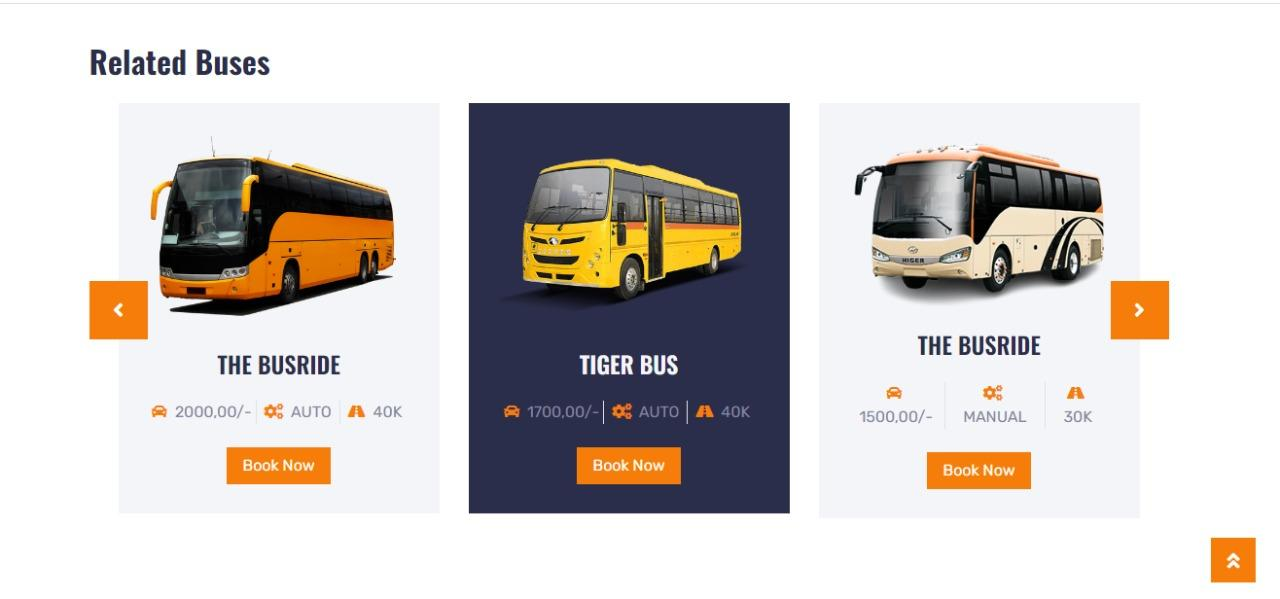 Related Buses
THE BUSRIDE
2000,00/- AUTO 40K
Book Now
TIGER BUS
1700,00/- AUTO 40K
Book Now
HIGER
THE BUSRIDE
1500,00/- MANUAL 30K
Book Now